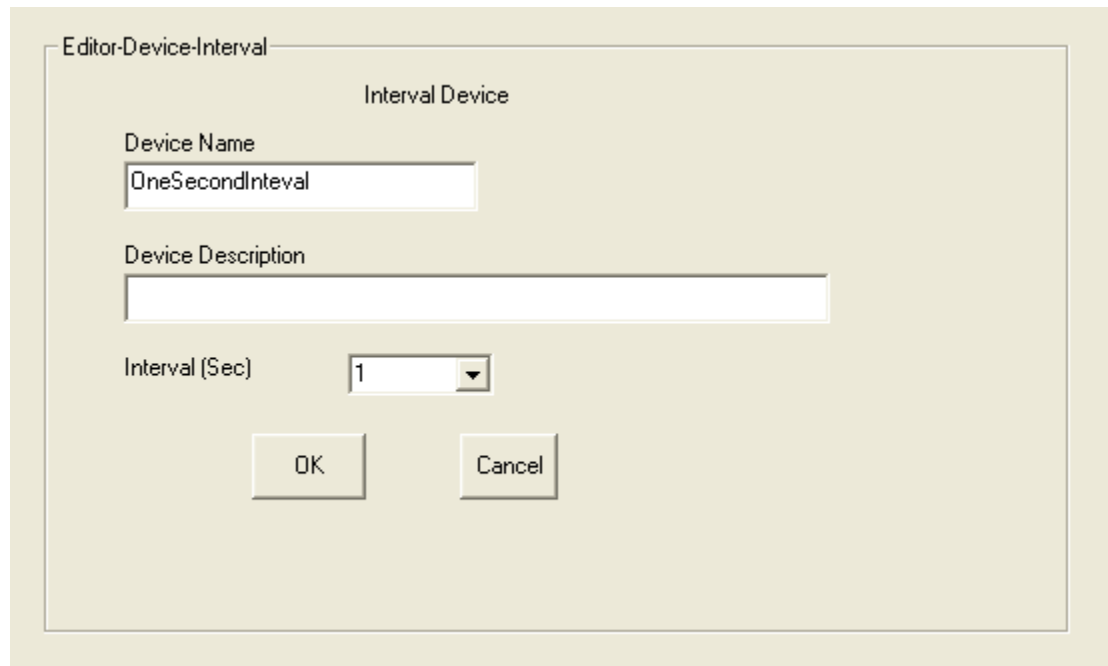 Editor-Device-Interval
Interval Device
Device Name
OneSecondInteval
Device Description
Interval (Sec)
1
OK
Cancel